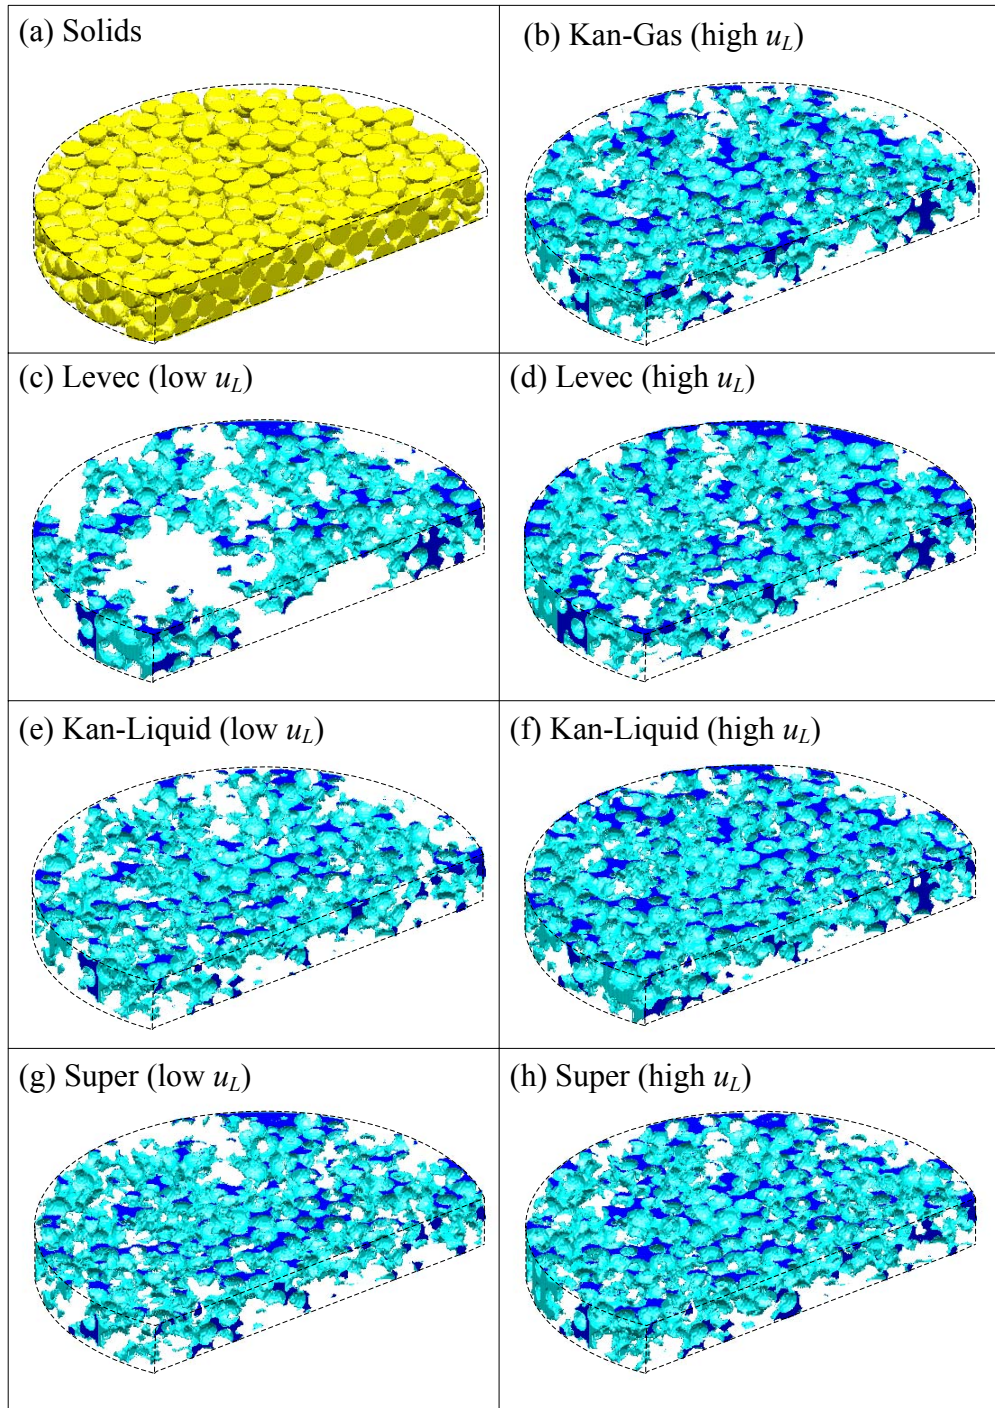 (a) Solids
(b) Kan-Gas (high uL)
(c) Levec (low uL)
(d) Levec (high uL)
(e) Kan-Liquid (low uL)
(f) Kan-Liquid (high uL)
(g) Super (low uL)
(h) Super (high uL)